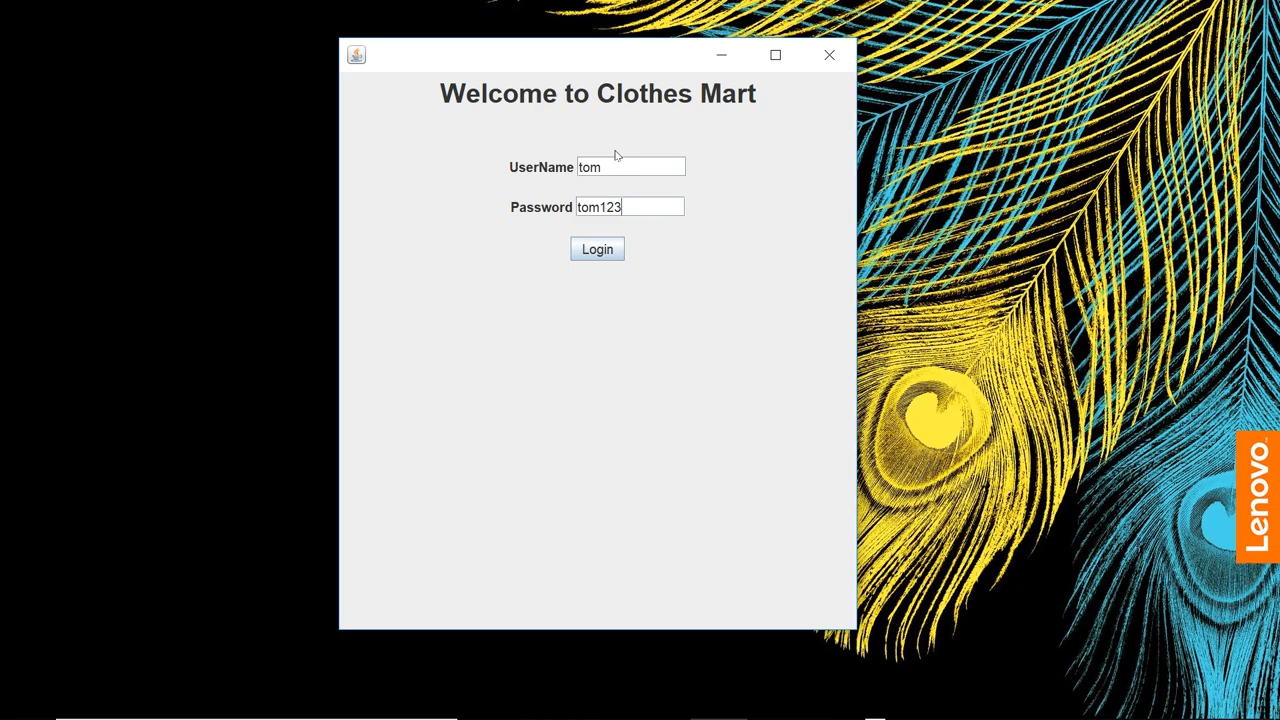 Welcome to Clothes Mart
UserName tom
Password tom123
Login
Lenovo